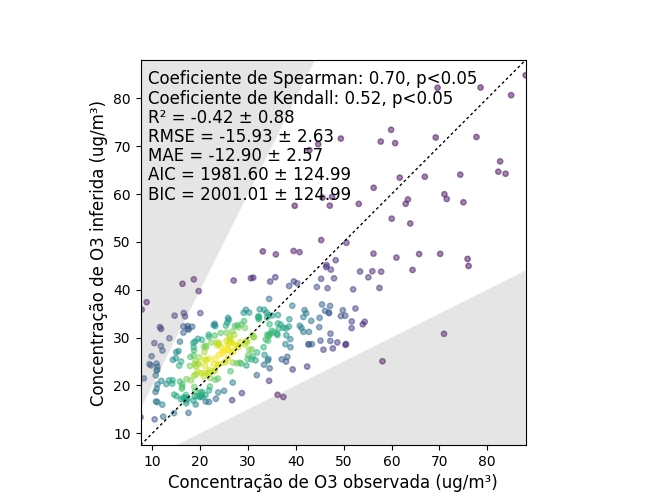 Coeficiente de Spearman: 0.70, p<0.05
Coeficiente de Kendall: 0.52, p<0.05
R² = -0.42 ± 0.88
RMSE = -15.93 ± 2.63
MAE = -12.90 ± 2.57
AIC = 1981.60 ± 124.99
BIC = 2001.01 ± 124.99
Concentração de O3 inferida (ug/m³)
80
70
60
50
40
30
20
10
10 20 30 40 50 60 70 80
Concentração de O3 observada (ug/m³)